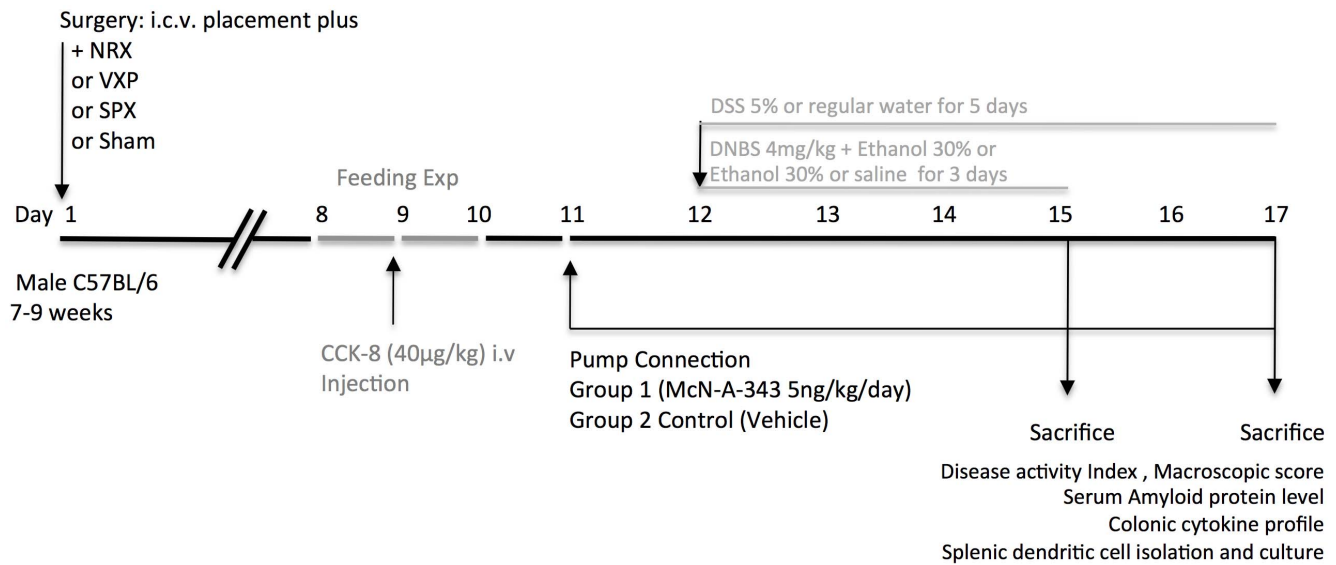 Surgery: i.c.v. placement plus
+ NRX
or VXP
or SPX
or Sham
DSS 5% or regular water for 5 days
DNBS 4mg/kg + Ethanol 30% or
Ethanol 30% or saline for 3 days
Feeding Exp
Day 1 8 9 10 11 12 13 14 15 16 17
Male C57BL/6
7-9 weeks
CCK-8 (40µg/kg) i.v
Injection
Pump Connection
Group 1 (McN-A-343 5ng/kg/day)
Group 2 Control (Vehicle)
Sacrifice Sacrifice
Disease activity Index , Macroscopic score
Serum Amyloid protein level
Colonic cytokine profile
Splenic dendritic cell isolation and culture